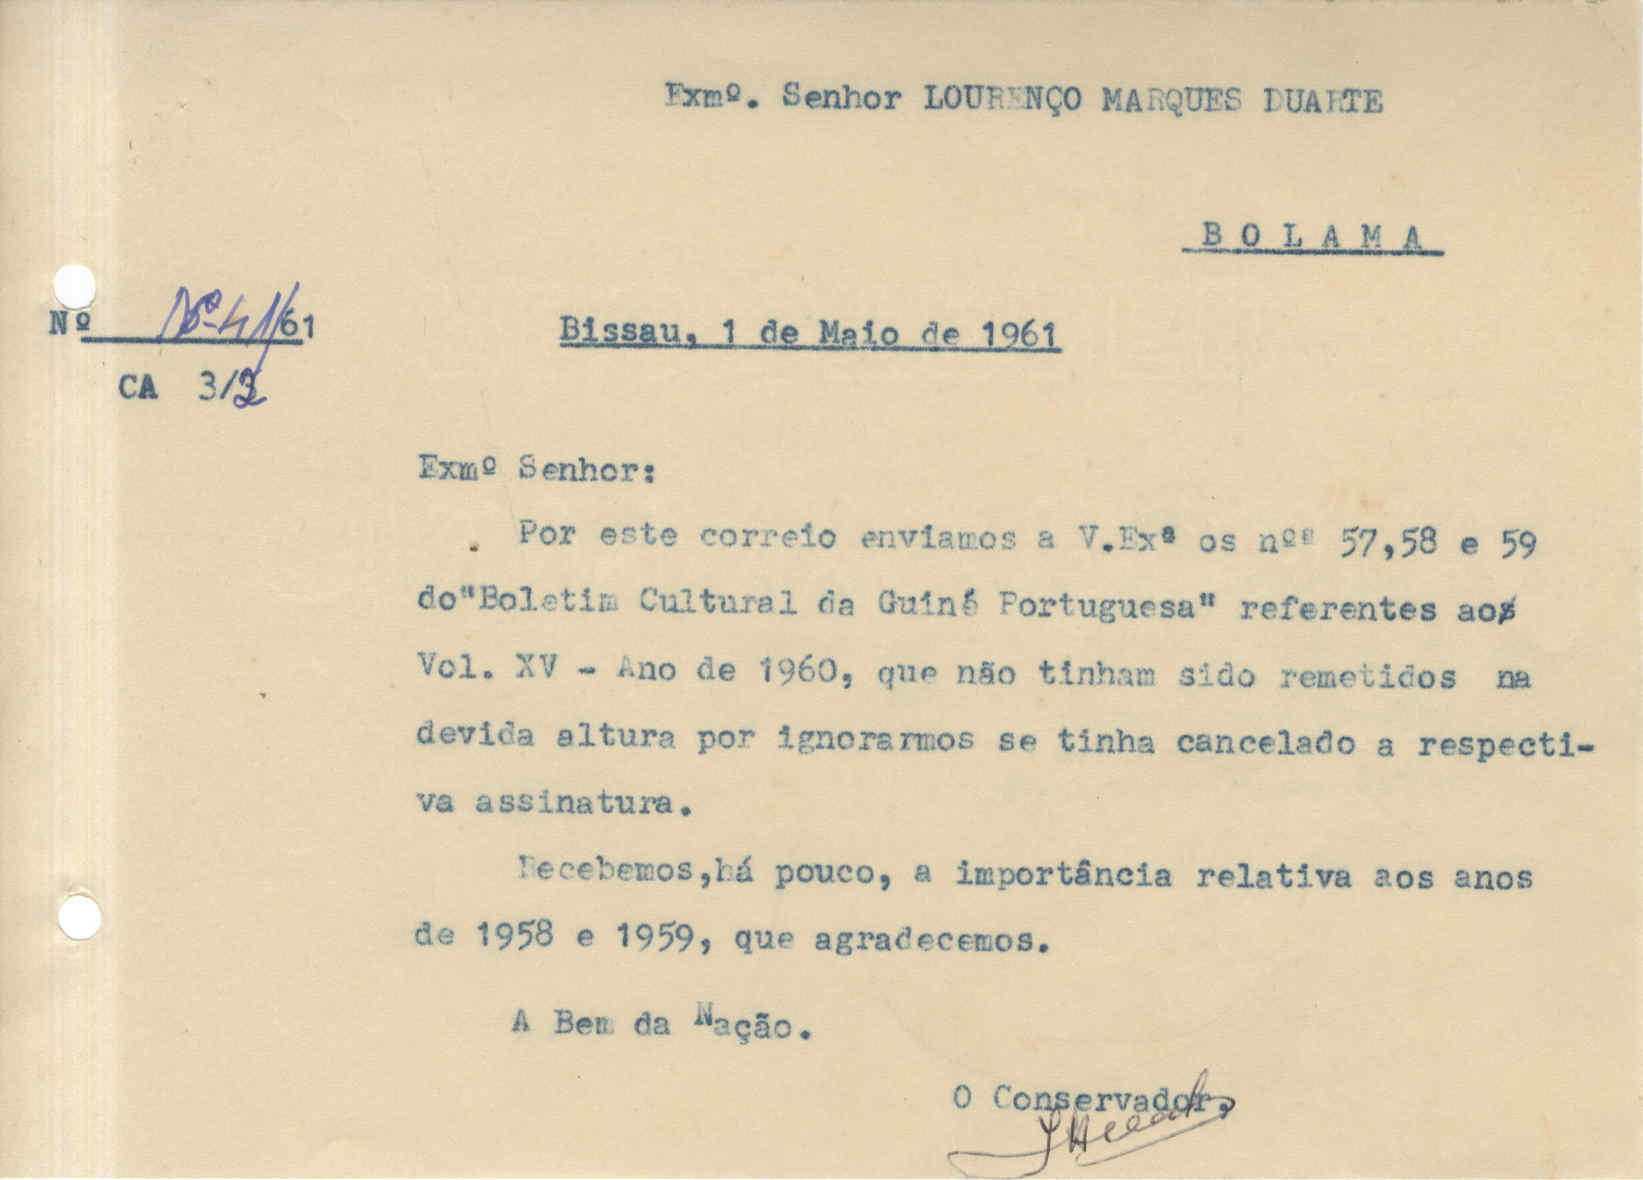 Exmº. Senhor LOURENÇO MARQUES DUARTE
BOLAMA
Nº Nº 41/61
Bissau, 1 de Maio de 1961
CA 3/2
Exmº Senhor:
Por este correio enviamos a V.Exª os nºs 57,58 e 59
do"Boletim Cultural da Guiné Portuguesa" referentes ao
Vol. XV - Ano de 1960, que não tinham sido remetidos na
devida altura por ignorarmos se tinha cancelado a respecti-
va assinatura.
Recebemos,há pouco, a importância relativa aos anos
de 1958 e 1959, que agradecemos.
A Bem da Nação.
O Conservador,